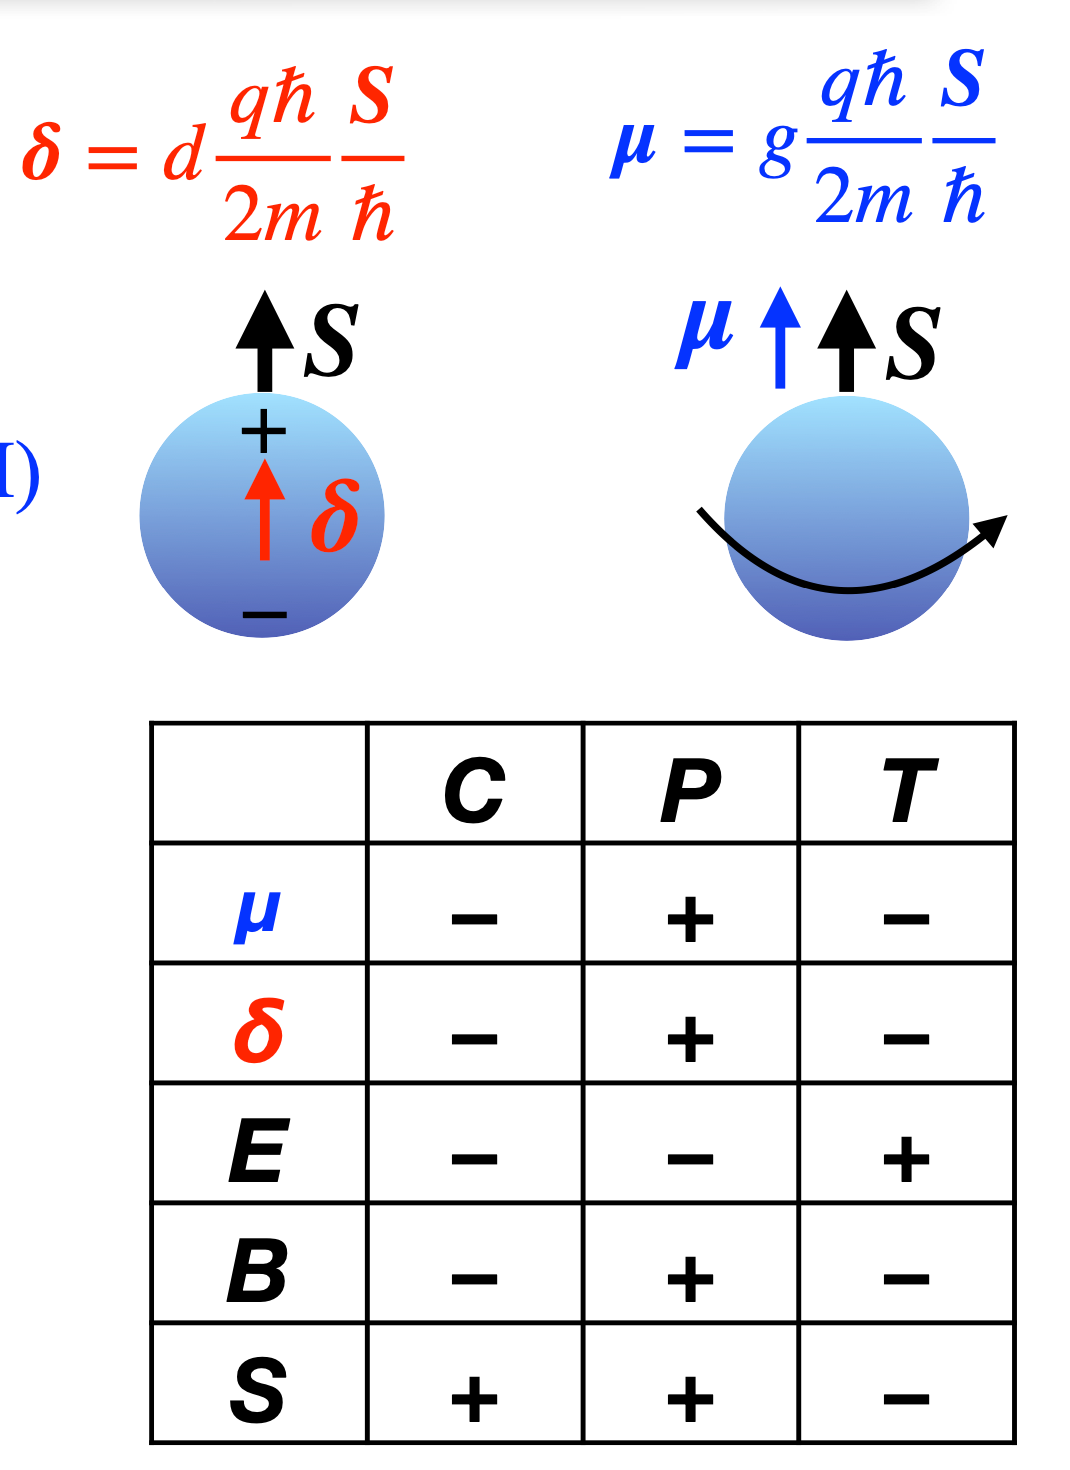 δ = d qħ/2m S/ħ
μ = g qħ/2m S/ħ
S
μ S
+
δ
−
)
C P T
μ − + −
δ − + −
E − − +
B − + −
S + + −